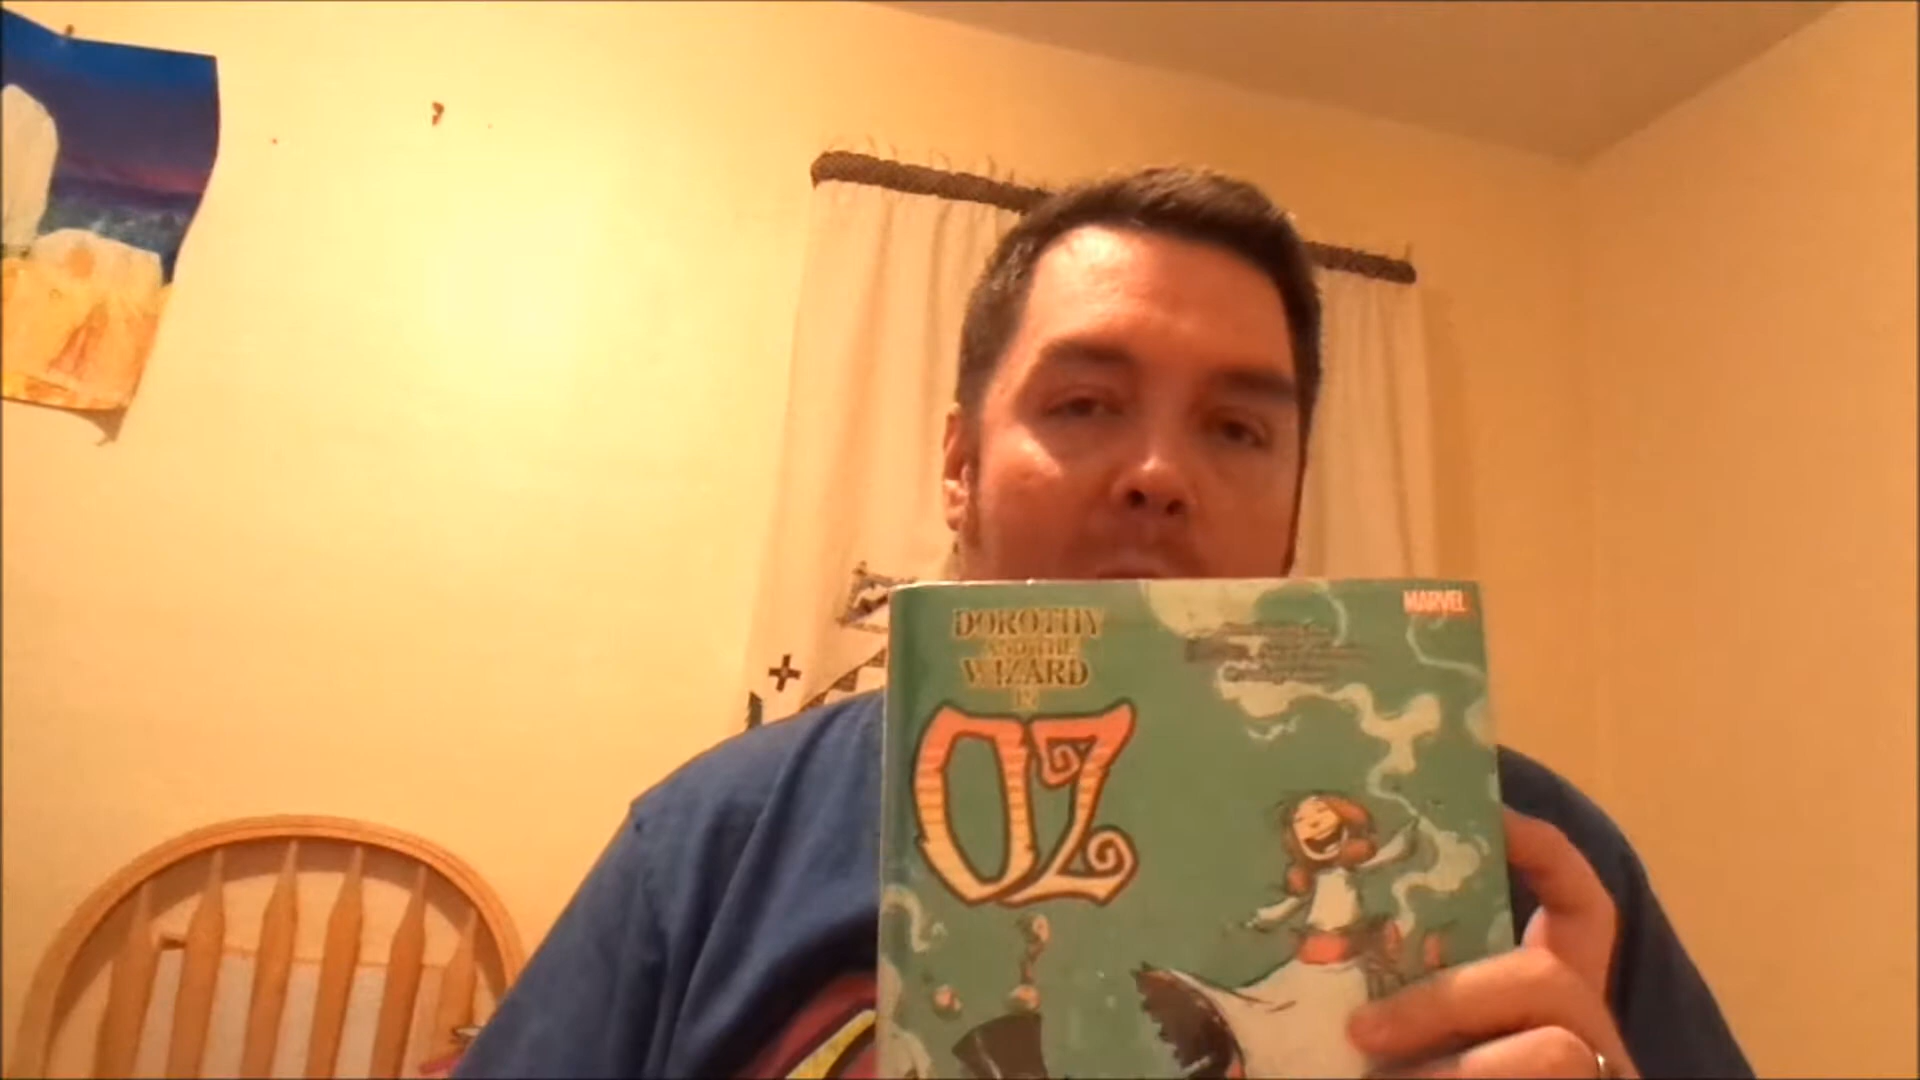 DOROTHY
AND THE
WIZARD
IN
OZ
MARVEL